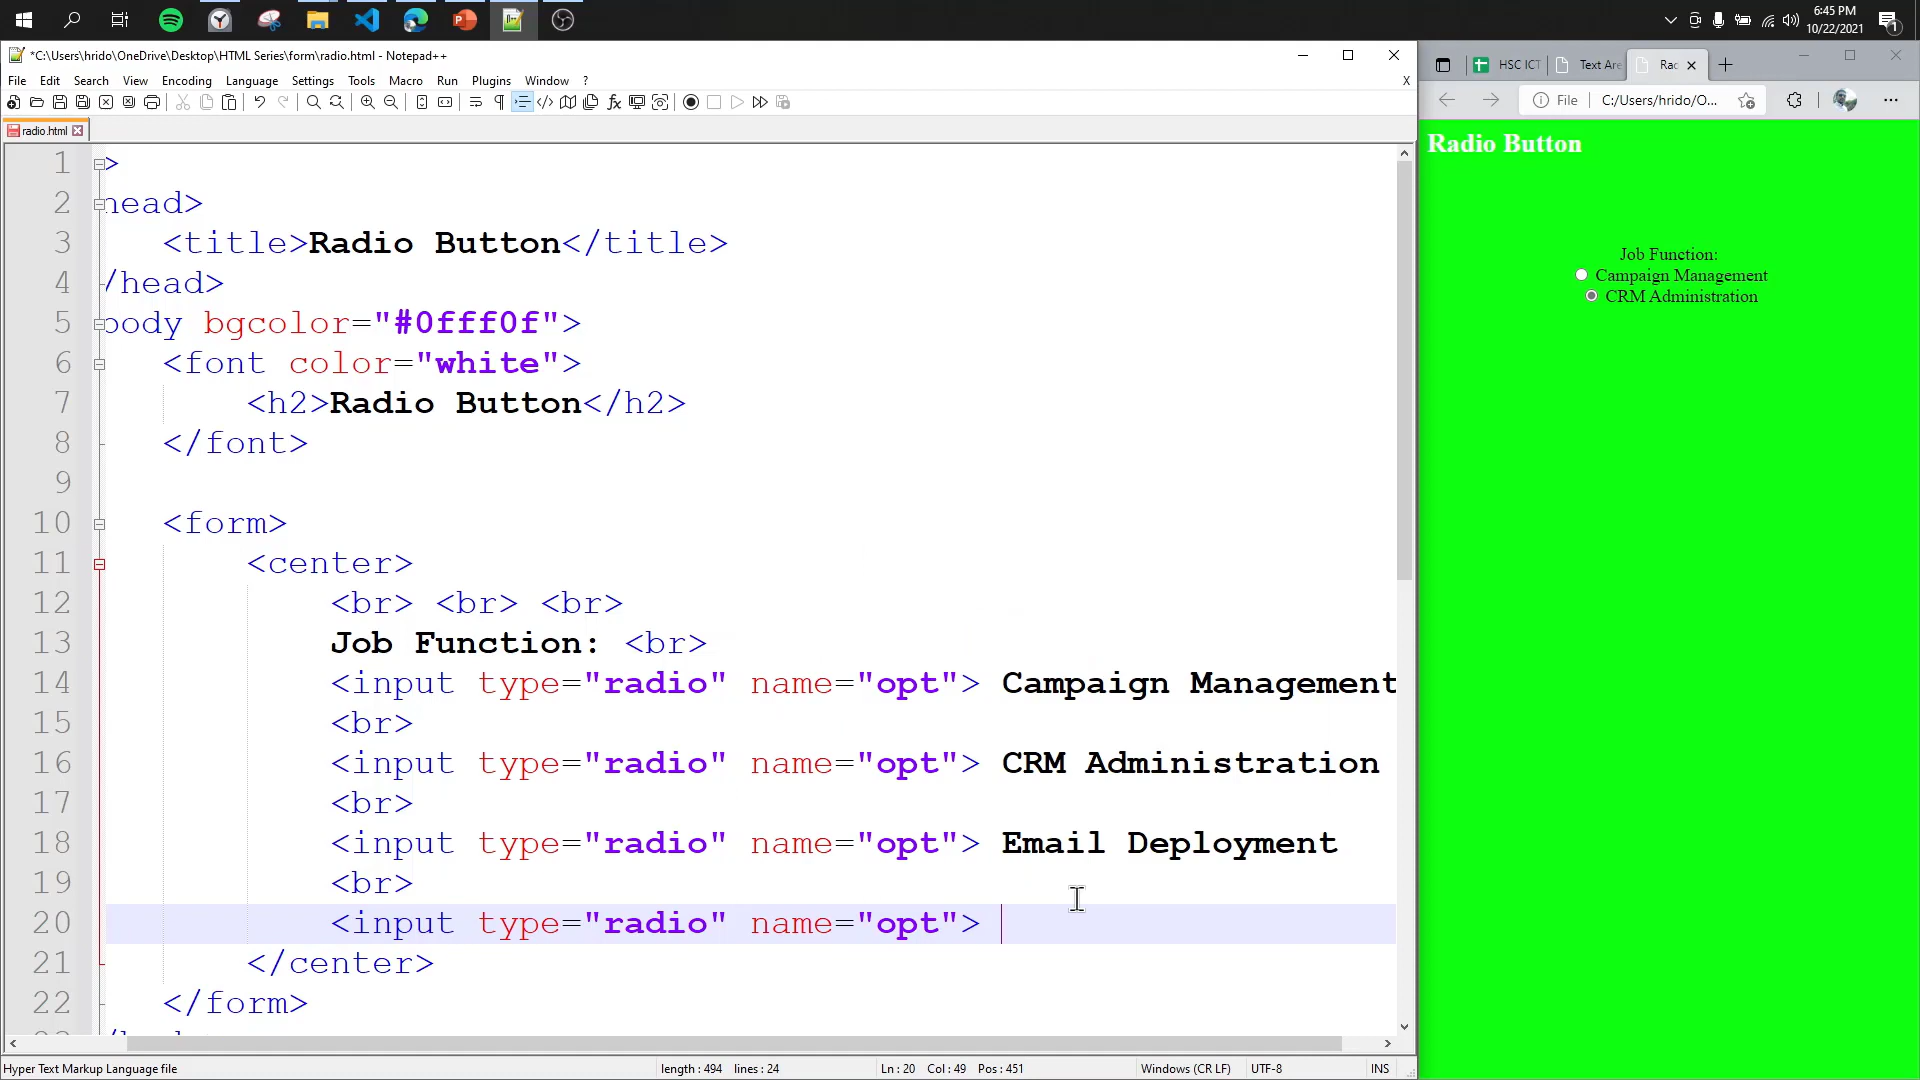 6:45 PM
10/22/2021
*C:\Users\hrido\OneDrive\Desktop\HTML Series\form\radio.html - Notepad++
File Edit Search View Encoding Language Settings Tools Macro Run Plugins Window ?
X
radio.html
1 >
2 head>
3 <title>Radio Button</title>
4 /head>
5 body bgcolor="#0fff0f">
6 <font color="white">
7 <h2>Radio Button</h2>
8 </font>
9
10 <form>
11 <center>
12 <br> <br> <br>
13 Job Function: <br>
14 <input type="radio" name="opt"> Campaign Management
15 <br>
16 <input type="radio" name="opt"> CRM Administration
17 <br>
18 <input type="radio" name="opt"> Email Deployment
19 <br>
20 <input type="radio" name="opt">
21 </center>
22 </form>
Hyper Text Markup Language file length : 494 lines : 24 Ln : 20 Col : 49 Pos : 451 Windows (CR LF) UTF-8 INS
HSC ICT Text Are Rac
File C:/Users/hrido/O...
Radio Button
Job Function:
Campaign Management
CRM Administration